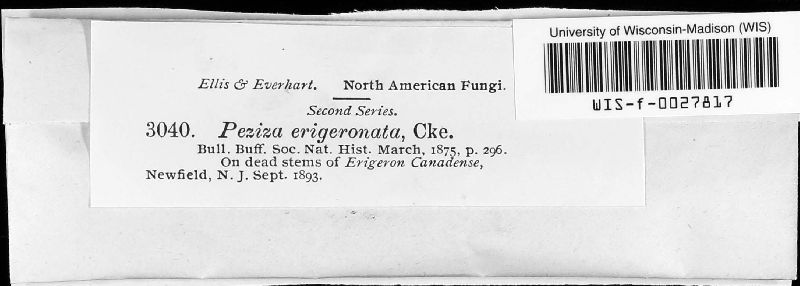 University of Wisconsin-Madison (WIS)
WIS-f-0027817
Ellis & Everhart. North American Fungi.
Second Series.
3040. Peziza erigeronata, Cke.
Bull. Buff. Soc. Nat. Hist. March, 1875, p. 296.
On dead stems of Erigeron Canadense,
Newfield, N. J. Sept. 1893.